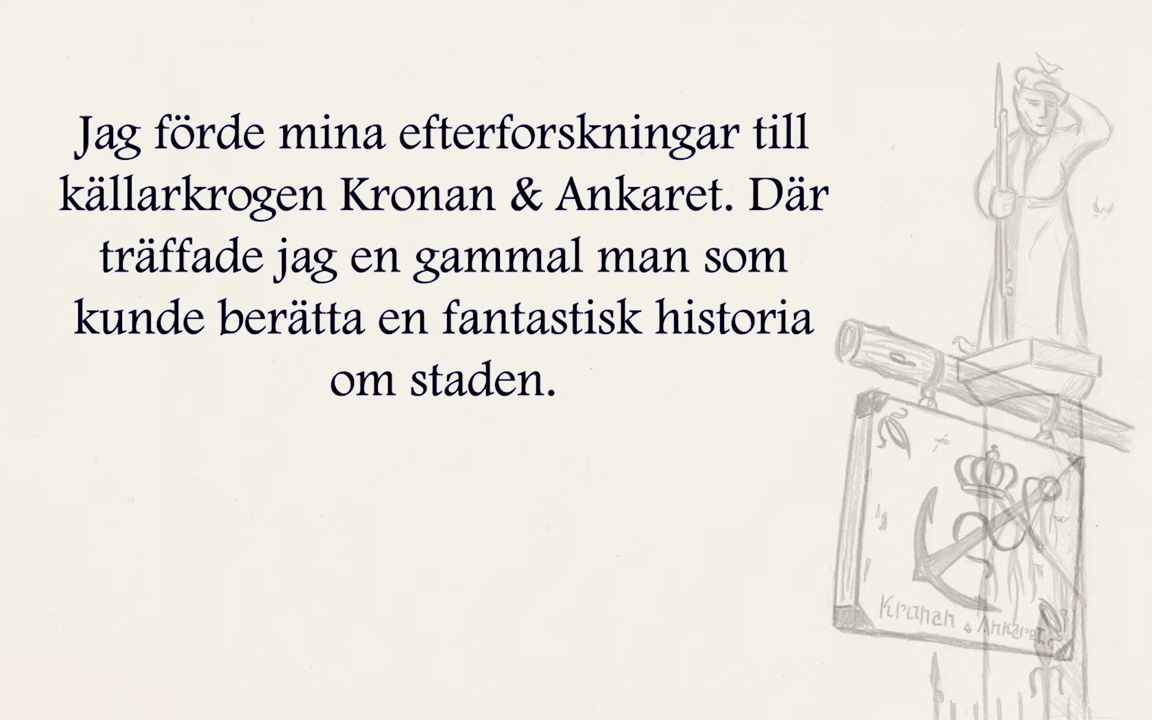 Jag förde mina efterforskningar till
källarkrogen Kronan & Ankaret. Där
träffade jag en gammal man som
kunde berätta en fantastisk historia
om staden.
Kronan & Ankaret